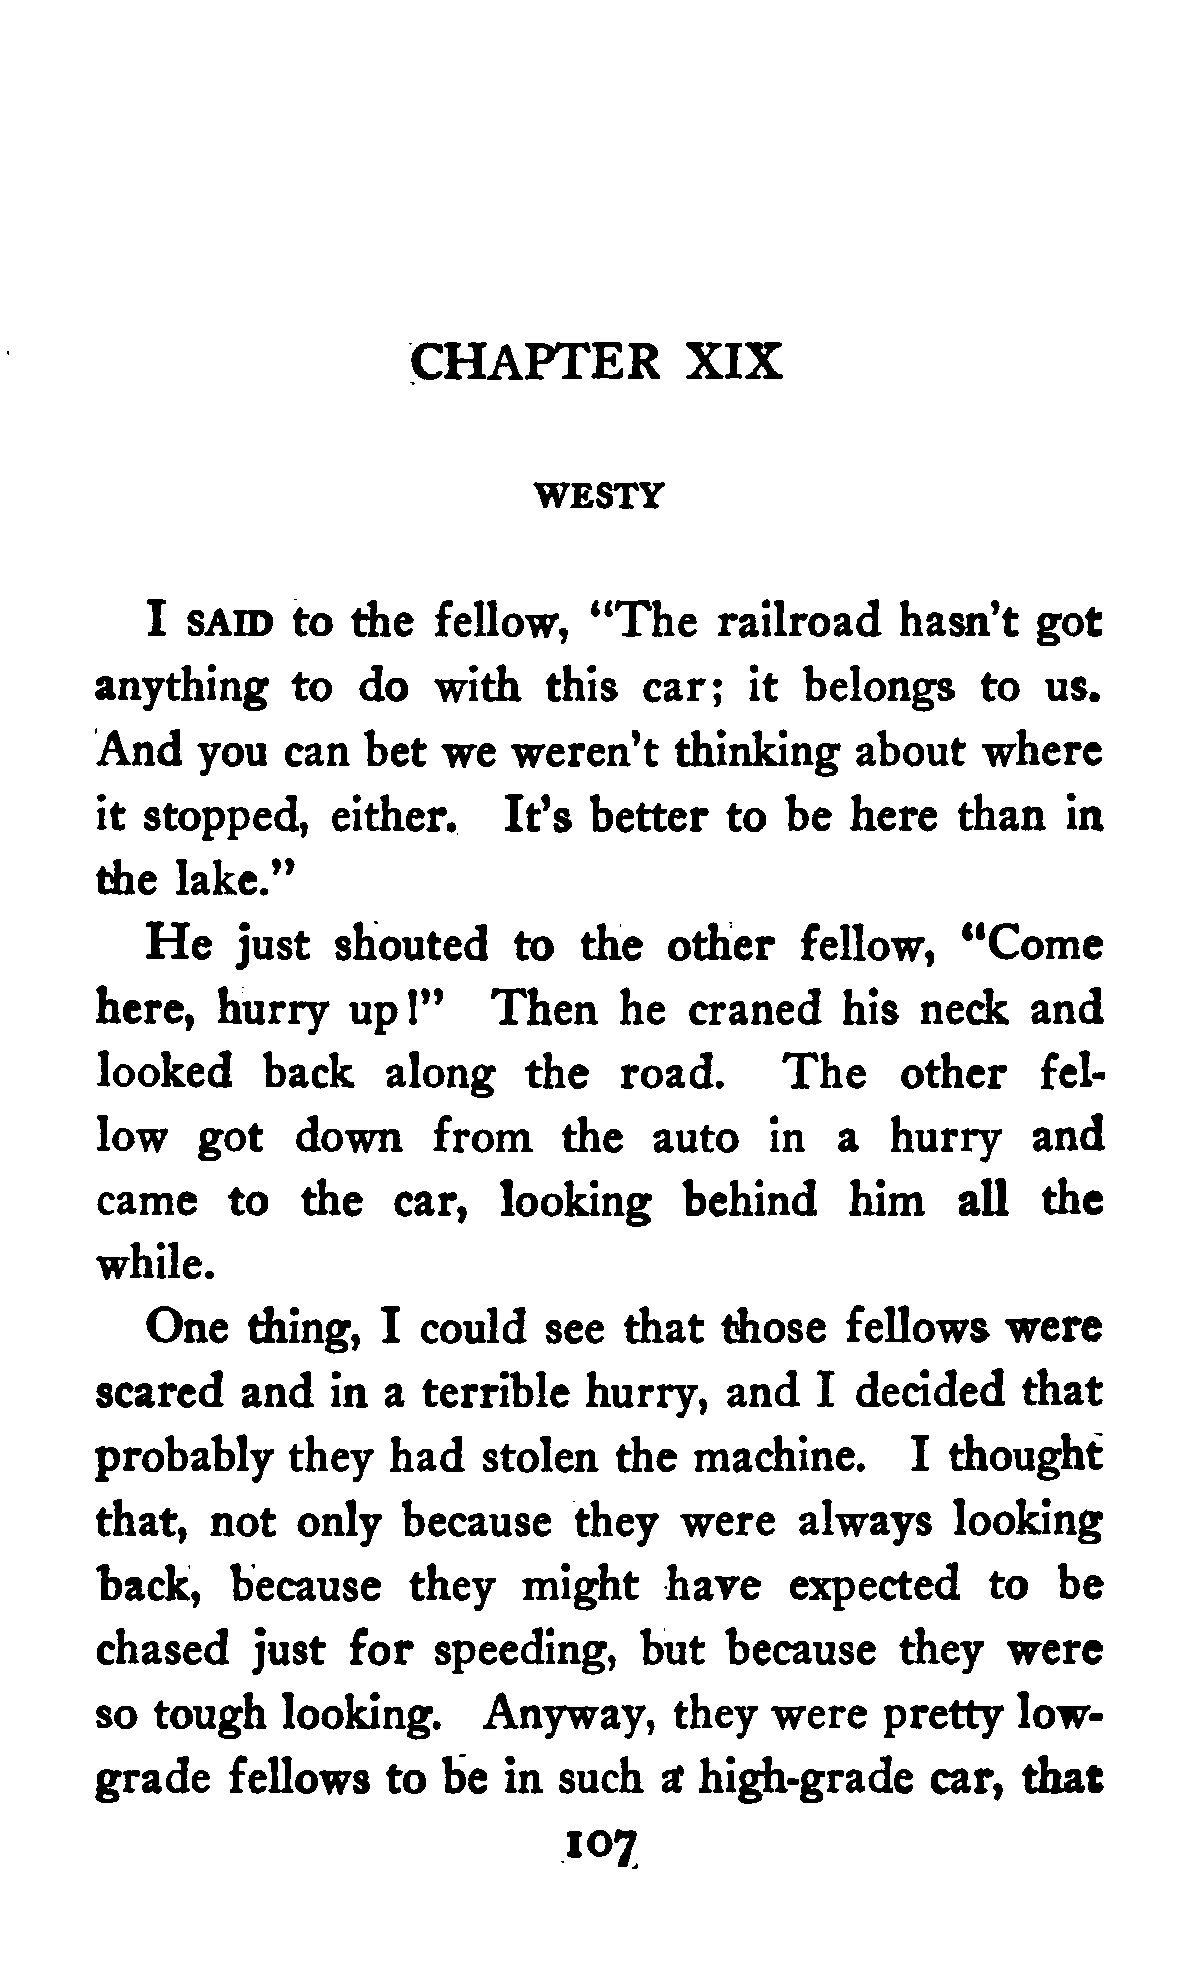 CHAPTER XIX
WESTY
I SAID to the fellow, “The railroad hasn’t got
anything to do with this car; it belongs to us.
And you can bet we weren’t thinking about where
it stopped, either. It’s better to be here than in
the lake.”
He just shouted to the other fellow, “Come
here, hurry up!” Then he craned his neck and
looked back along the road. The other fel-
low got down from the auto in a hurry and
came to the car, looking behind him all the
while.
One thing, I could see that those fellows were
scared and in a terrible hurry, and I decided that
probably they had stolen the machine. I thought
that, not only because they were always looking
back, because they might have expected to be
chased just for speeding, but because they were
so tough looking. Anyway, they were pretty low-
grade fellows to be in such a high-grade car, that
107